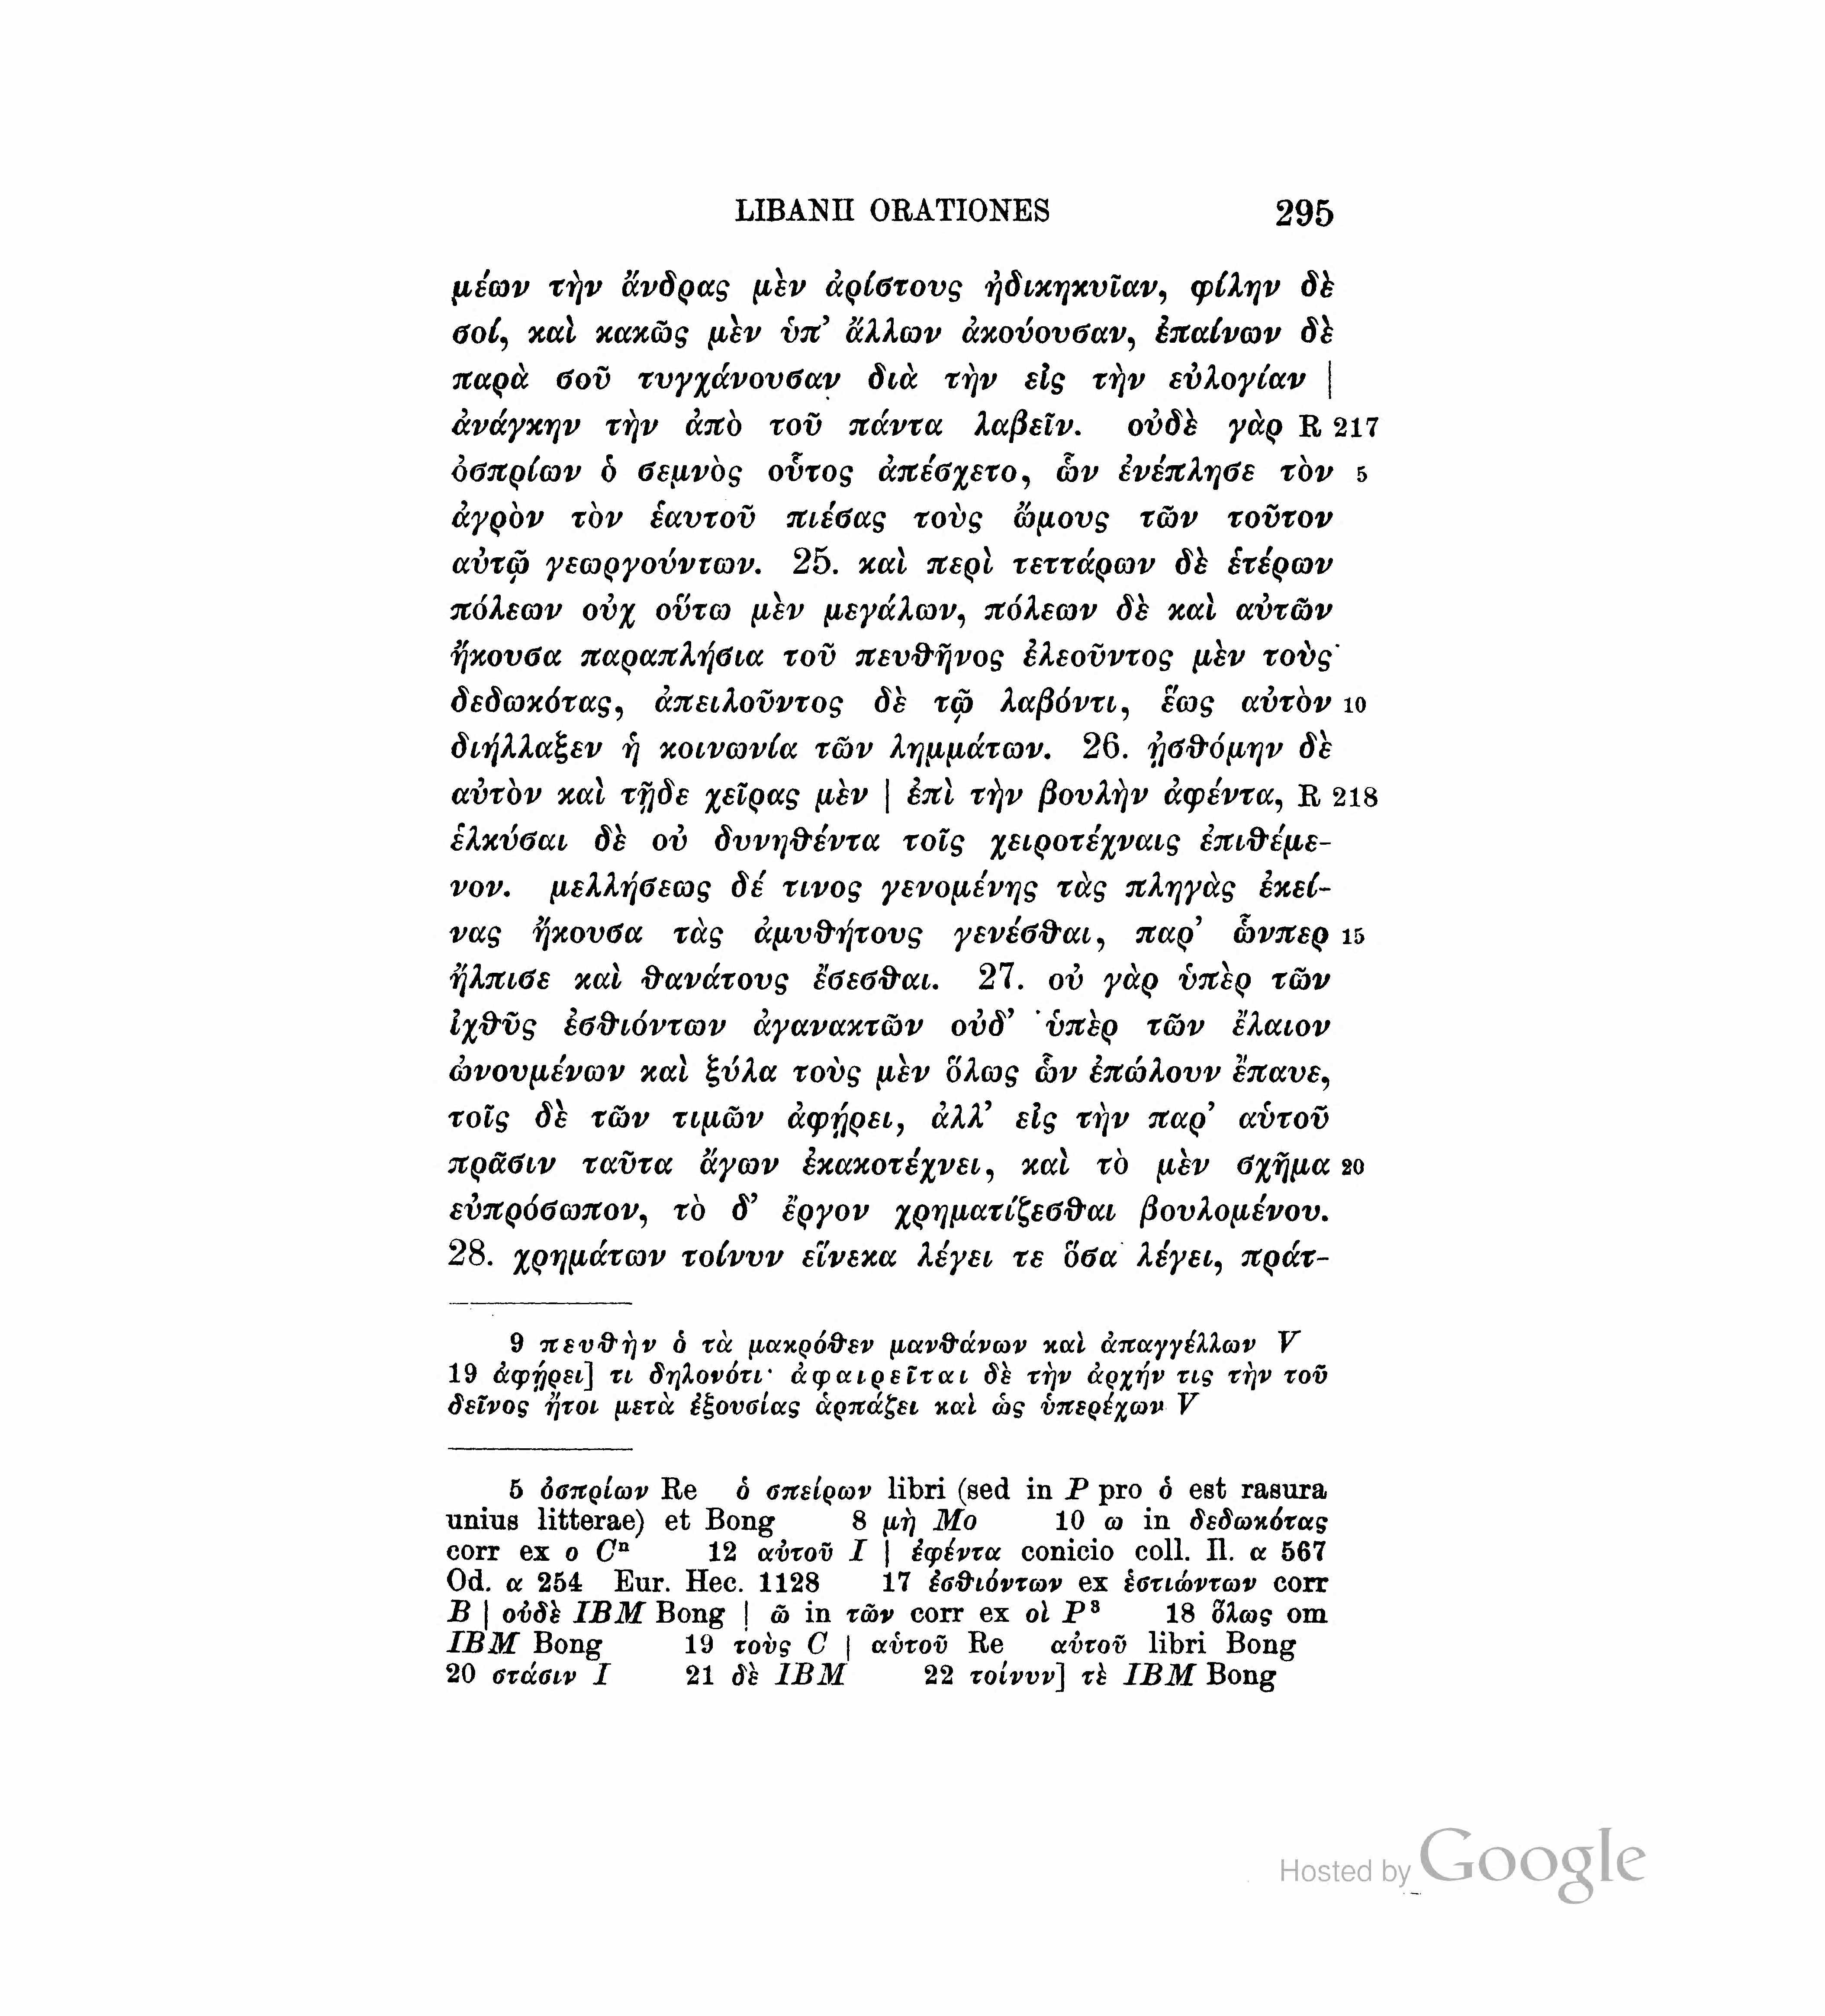 LIBANII ORATIONES 295
μέων τὴν ἄνδρας μὲν ἀρίστους ἠδικηκυῖαν, φίλην δὲ
σοί, καὶ κακῶς μὲν ὑπ’ ἄλλων ἀκούουσαν, ἐπαίνων δὲ
παρὰ σοῦ τυγχάνουσαν διὰ τὴν εἰς τὴν εὐλογίαν |
ἀνάγκην τὴν ἀπὸ τοῦ πάντα λαβεῖν. οὐδὲ γὰρ R 217
ὀσπρίων ὁ σεμνὸς οὗτος ἀπέσχετο, ὧν ἐνέπλησε τὸν 5
ἀγρὸν τὸν ἑαυτοῦ πιέσας τοὺς ὤμους τῶν τοῦτον
αὐτῷ γεωργούντων. 25. καὶ περὶ τεττάρων δὲ ἑτέρων
πόλεων οὐχ οὕτω μὲν μεγάλων, πόλεων δὲ καὶ αὐτῶν
ἤκουσα παραπλήσια τοῦ πευθῆνος ἐλεοῦντος μὲν τοὺς
δεδωκότας, ἀπειλοῦντος δὲ τῷ λαβόντι, ἕως αὐτὸν 10
διήλλαξεν ἡ κοινωνία τῶν λημμάτων. 26. ᾐσθόμην δὲ
αὐτὸν καὶ τῇδε χεῖρας μὲν | ἐπὶ τὴν βουλὴν ἀφέντα, R 218
ἑλκύσαι δὲ οὐ δυνηθέντα τοῖς χειροτέχναις ἐπιθέμε-
νον. μελλήσεως δέ τινος γενομένης τὰς πληγὰς ἐκεί-
νας ἤκουσα τὰς ἀμυθήτους γενέσθαι, παρ’ ὧνπερ 15
ἤλπισε καὶ θανάτους ἔσεσθαι. 27. οὐ γὰρ ὑπὲρ τῶν
ἰχθῦς ἐσθιόντων ἀγανακτῶν οὐδ’ ὑπὲρ τῶν ἔλαιον
ὠνουμένων καὶ ξύλα τοὺς μὲν ὅλως ὧν ἐπώλουν ἔπαυε,
τοῖς δὲ τῶν τιμῶν ἀφῄρει, ἀλλ’ εἰς τὴν παρ’ αὑτοῦ
πρᾶσιν ταῦτα ἄγων ἐκακοτέχνει, καὶ τὸ μὲν σχῆμα 20
εὐπρόσωπον, τὸ δ’ ἔργον χρηματίζεσθαι βουλομένου.
28. χρημάτων τοίνυν εἵνεκα λέγει τε ὅσα λέγει, πράτ-
9 πευθὴν ὁ τὰ μακρόθεν μανθάνων καὶ ἀπαγγέλλων V
19 ἀφῄρει] τι δηλονότι· ἀφαιρεῖται δὲ τὴν ἀρχήν τις τὴν τοῦ
δεῖνος ἤτοι μετὰ ἐξουσίας ἁρπάζει καὶ ὡς ὑπερέχων V
5 ὀσπρίων Re ὁ σπείρων libri (sed in P pro ὁ est rasura
unius litterae) et Bong 8 μὴ Mo 10 ω in δεδωκότας
corr ex ο Cⁿ 12 αὐτοῦ I | ἐφέντα conicio coll. Il. α 567
Od. α 254 Eur. Hec. 1128 17 ἐσθιόντων ex ἑστιώντων corr
B | οὐδὲ IBM Bong | ῶ in τῶν corr ex οἱ P³ 18 ὅλως om
IBM Bong 19 τοὺς C | αὑτοῦ Re αὐτοῦ libri Bong
20 στάσιν I 21 δὲ IBM 22 τοίνυν] τὲ IBM Bong
Hosted by Google